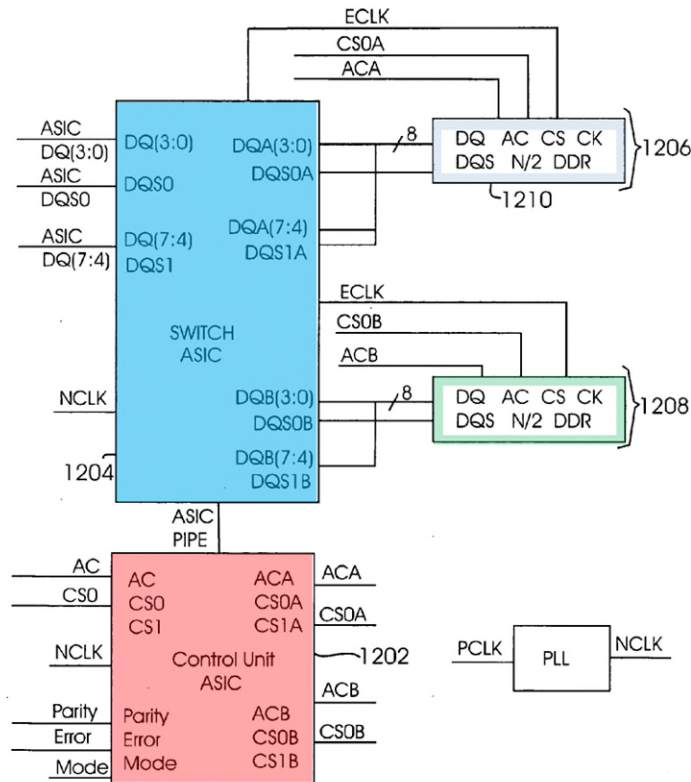 ECLK
CS0A
ACA
ASIC
DQ(3:0)
ASIC
DQS0
ASIC
DQ(7:4)
DQ(3:0)
DQS0
DQ(7:4)
DQS1
DQA(3:0)
DQS0A
DQA(7:4)
DQS1A
8
DQ AC CS CK
DQS N/2 DDR
1206
1210
SWITCH
ASIC
ECLK
CS0B
ACB
NCLK
1204
DQB(3:0)
DQS0B
DQB(7:4)
DQS1B
8
DQ AC CS CK
DQS N/2 DDR
1208
ASIC
PIPE
AC
CS0
NCLK
Parity
Error
Mode
AC
CS0
CS1
ACA
CS0A
CS1A
Control Unit
ASIC
Parity
Error
Mode
ACB
CS0B
CS1B
ACA
CS0A
1202
ACB
CS0B
PCLK
PLL
NCLK